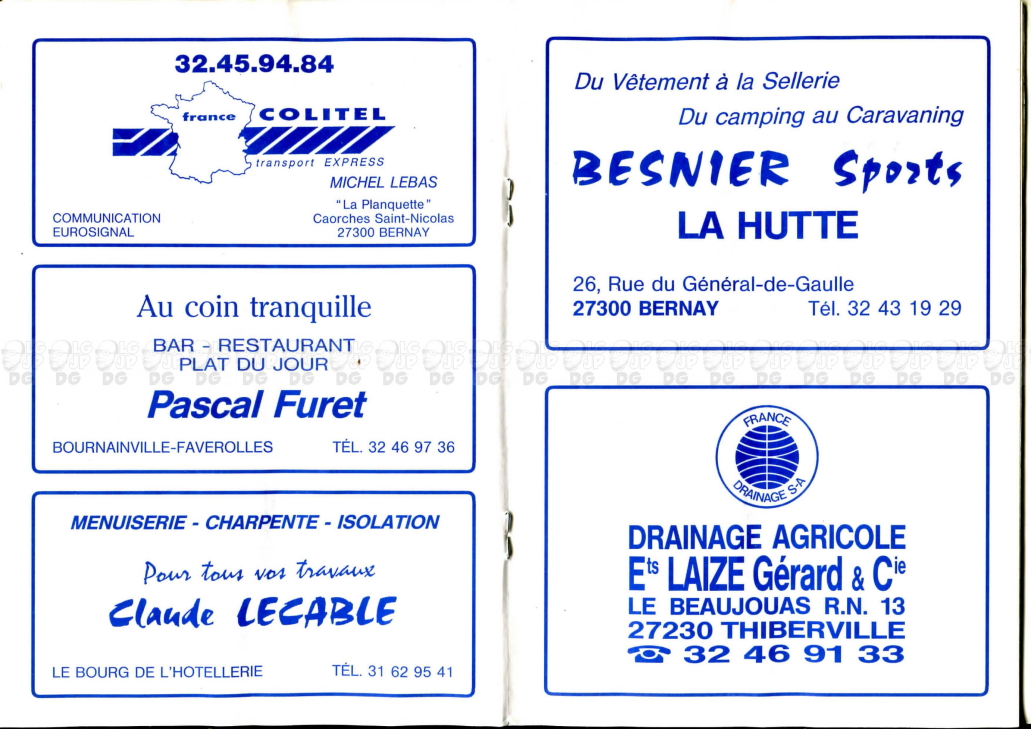 32.45.94.84
france COLITEL
transport EXPRESS
MICHEL LEBAS
"La Planquette"
COMMUNICATION Caorches Saint-Nicolas
EUROSIGNAL 27300 BERNAY
Au coin tranquille
BAR - RESTAURANT
PLAT DU JOUR
Pascal Furet
BOURNAINVILLE-FAVEROLLES TÉL. 32 46 97 36
MENUISERIE - CHARPENTE - ISOLATION
Pour tous vos travaux
Claude LECABLE
LE BOURG DE L'HOTELLERIE TÉL. 31 62 95 41
Du Vêtement à la Sellerie
Du camping au Caravaning
BESNIER Sports
LA HUTTE
26, Rue du Général-de-Gaulle
27300 BERNAY Tél. 32 43 19 29
FRANCE
DRAINAGE S-A
DRAINAGE AGRICOLE
Ets LAIZE Gérard & Cie
LE BEAUJOUAS R.N. 13
27230 THIBERVILLE
☎ 32 46 91 33